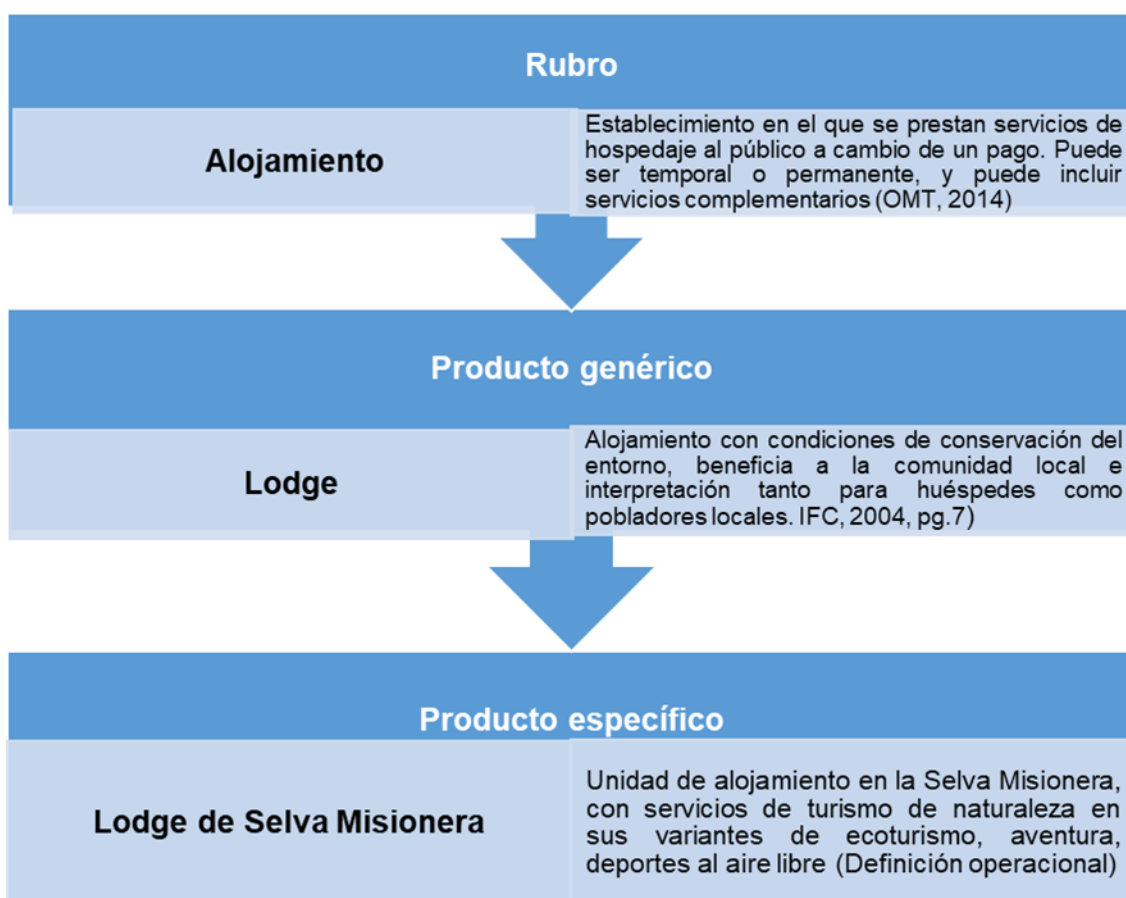 Rubro
Alojamiento
Establecimiento en el que se prestan servicios de
hospedaje al público a cambio de un pago. Puede
ser temporal o permanente, y puede incluir
servicios complementarios (OMT, 2014)
Producto genérico
Lodge
Alojamiento con condiciones de conservación del
entorno, beneficia a la comunidad local e
interpretación tanto para huéspedes como
pobladores locales. IFC, 2004, pg.7)
Producto específico
Lodge de Selva Misionera
Unidad de alojamiento en la Selva Misionera,
con servicios de turismo de naturaleza en
sus variantes de ecoturismo, aventura,
deportes al aire libre (Definición operacional)